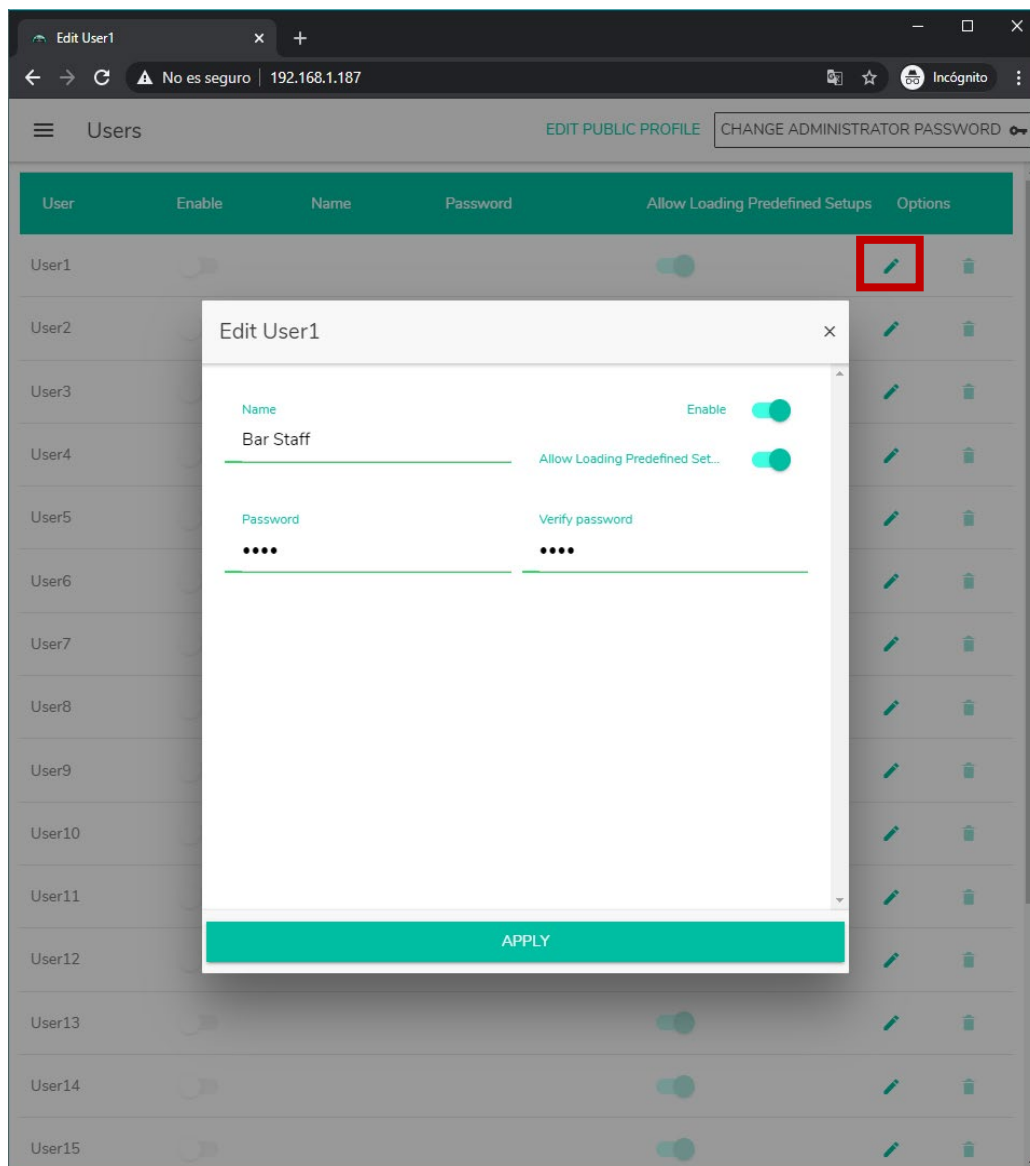 Edit User1
No es seguro | 192.168.1.187
Incógnito
Users
EDIT PUBLIC PROFILE
CHANGE ADMINISTRATOR PASSWORD
User Enable Name Password Allow Loading Predefined Setups Options
User1
User2
Edit User1
User3
Name
Enable
Bar Staff
User4
Allow Loading Predefined Set...
User5
Password
Verify password
••••
••••
User6
User7
User8
User9
User10
User11
APPLY
User12
User13
User14
User15